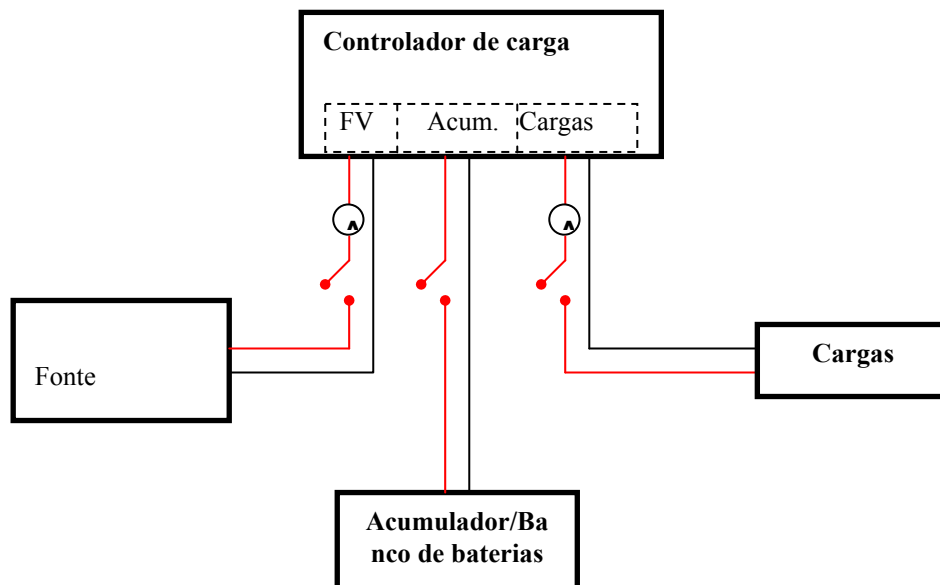 Controlador de carga
FV Acum. Cargas
A
A
Fonte
Cargas
Acumulador/Ba
nco de baterias